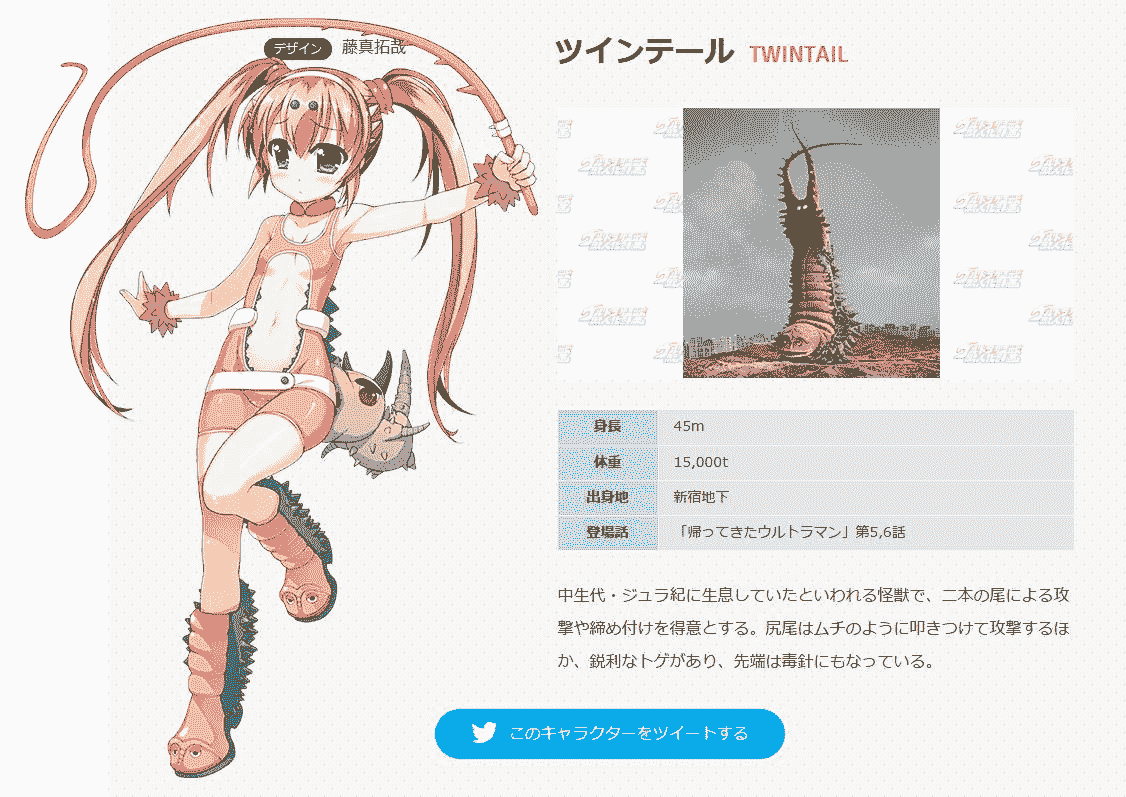 デザイン 藤真拓哉
ツインテール TWINTAIL
身長 45m
体重 15,000t
出身地 新宿地下
登場話 「帰ってきたウルトラマン」第5,6話
中生代・ジュラ紀に生息していたといわれる怪獣で、二本の尾による攻
撃や締め付けを得意とする。尻尾はムチのように叩きつけて攻撃するほ
か、鋭利なトゲがあり、先端は毒針にもなっている。
このキャラクターをツイートする